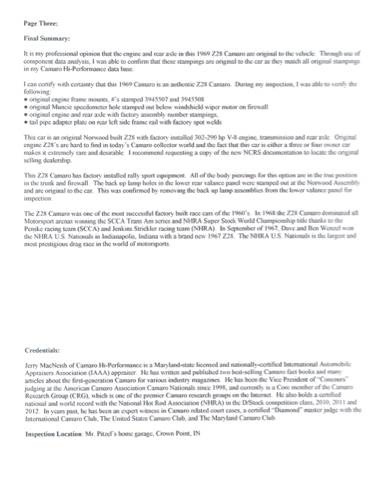 Page Three:
Final Summary:
It is my professional opinion that the engine and rear axle in this 1969 Z28 Camaro are original to the vehicle. Through use of
component data analysis, I was able to confirm that these stampings are original to the car as they match all original stampings
in my Camaro Hi-Performance data base.
I can certify with certainty that this 1969 Camaro is an authentic Z28 Camaro. During my inspection, I was able to verify the
following:
● original engine frame mounts, #'s stamped 3945507 and 3945508
● original Muncie speedometer hole stamped out below windshield wiper motor on firewall
● original engine and rear axle with factory assembly number stampings,
● tail pipe adapter plate on rear left side frame rail with factory spot welds
This car is an original Norwood built Z28 with factory installed 302-290 hp V-8 engine, transmission and rear axle. Original
engine Z28's are hard to find in today's Camaro collector world and the fact that this car is either a three or four owner car
makes it extremely rare and desirable. I recommend requesting a copy of the new NCRS documentation to locate the original
selling dealership.
This Z28 Camaro has factory installed rally sport equipment. All of the body piercings for this option are in the true position
in the trunk and firewall. The back up lamp holes in the lower rear valance panel were stamped out at the Norwood Assembly
and are original to the car. This was confirmed by removing the back up lamp assemblies from the lower valance panel for
inspection.
The Z28 Camaro was one of the most successful factory built race cars of the 1960's. In 1968 the Z28 Camaro dominated all
Motorsport arenas winning the SCCA Trans Am series and NHRA Super Stock World Championship title thanks to the
Penske racing team (SCCA) and Jenkins Strickler racing team (NHRA). In September of 1967, Dave and Ben Wenzel won
the NHRA U.S. Nationals in Indianapolis, Indiana with a brand new 1967 Z28. The NHRA U.S. Nationals is the largest and
most prestigious drag race in the world of motorsports.
Credentials:
Jerry MacNeish of Camaro Hi-Performance is a Maryland-state licensed and nationally-certified International Automobile
Appraisers Association (IAAA) appraiser. He has written and published two best-selling Camaro fact books and many
articles about the first-generation Camaro for various industry magazines. He has been the Vice President of "Concours"
judging at the American Camaro Association Camaro Nationals since 1998, and currently is a Core member of the Camaro
Research Group (CRG), which is one of the premier Camaro research groups on the Internet. He also holds a certified
national and world record with the National Hot Rod Association (NHRA) in the D/Stock competition class, 2010, 2011 and
2012. In years past, he has been an expert witness in Camaro related court cases, a certified "Diamond" master judge with the
International Camaro Club, The United States Camaro Club, and The Maryland Camaro Club.
Inspection Location: Mr. Pitzel's home garage, Crown Point, IN